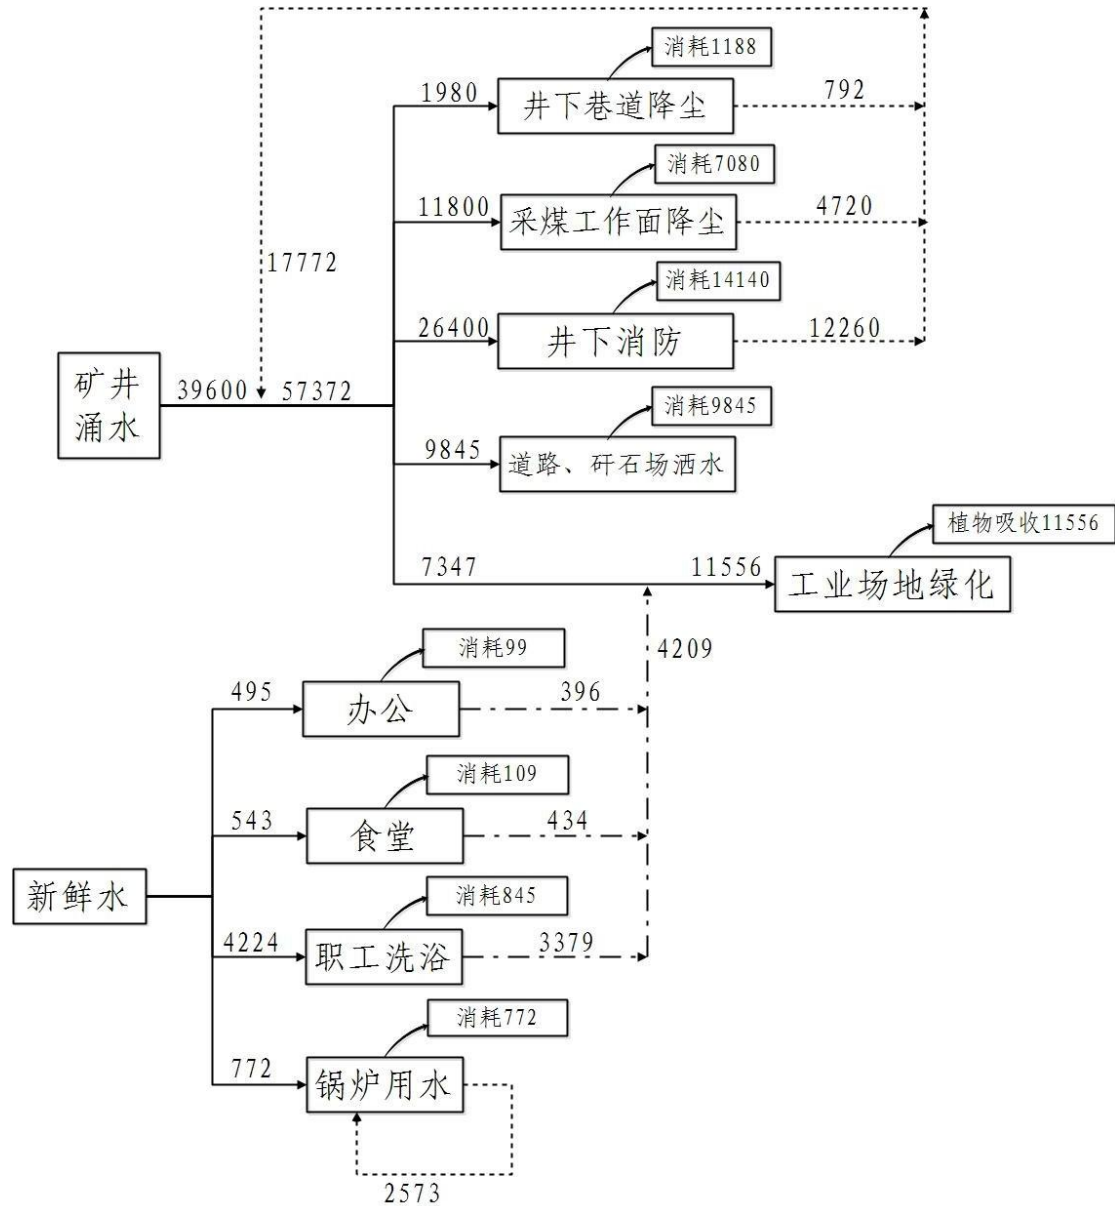 消耗1188
1980
井下巷道降尘
792
消耗7080
11800
采煤工作面降尘
4720
17772
消耗14140
26400
井下消防
12260
矿井
涌水
39600
57372
消耗9845
9845
道路、矸石场洒水
植物吸收11556
7347
11556
工业场地绿化
4209
消耗99
495
办公
396
消耗109
543
食堂
434
新鲜水
消耗845
4224
职工洗浴
3379
消耗772
772
锅炉用水
2573